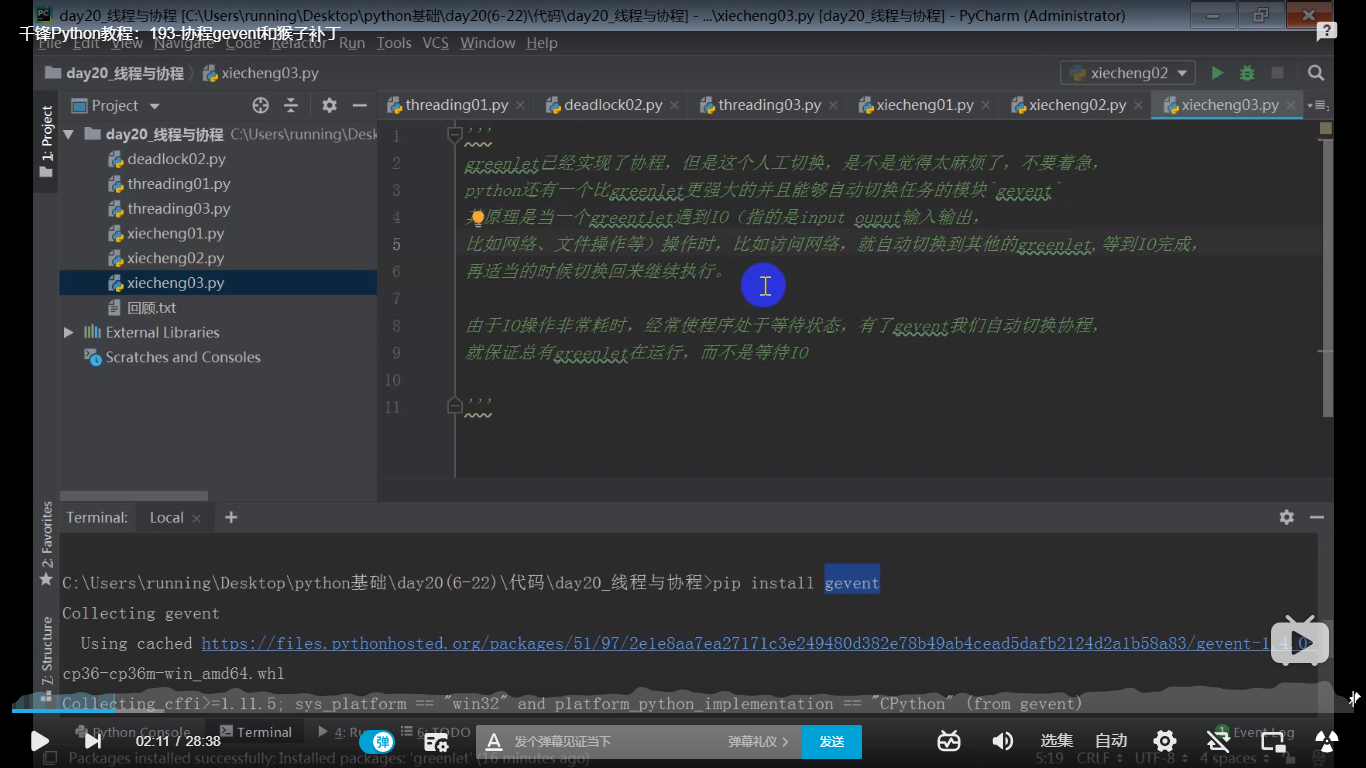 day20_线程与协程 [C:\Users\running\Desktop\python基础\day20(6-22)\代码\day20_线程与协程] - ...\xiecheng03.py [day20_线程与协程] - PyCharm (Administrator)
千锋Python教程：193-协程gevent和猴子补丁
File Edit View Navigate Code Refactor Run Tools VCS Window Help
day20_线程与协程 xiecheng03.py xiecheng02
Project threading01.py deadlock02.py threading03.py xiecheng01.py xiecheng02.py xiecheng03.py
1: Project
day20_线程与协程 C:\Users\running\Desk
deadlock02.py
threading01.py
threading03.py
xiecheng01.py
xiecheng02.py
xiecheng03.py
回顾.txt
External Libraries
Scratches and Consoles
1 '''
2 greenlet已经实现了协程，但是这个人工切换，是不是觉得太麻烦了，不要着急，
3 python还有一个比greenlet更强大的并且能够自动切换任务的模块`gevent`
4 原理是当一个greentlet遇到IO（指的是input ouput输入输出，
5 比如网络、文件操作等）操作时，比如访问网络，就自动切换到其他的greenlet,等到IO完成，
6 再适当的时候切换回来继续执行。
7
8 由于IO操作非常耗时，经常使程序处于等待状态，有了gevent我们自动切换协程，
9 就保证总有greenlet在运行，而不是等待IO
10
11 '''
2: Favorites
7: Structure
Terminal: Local
C:\Users\running\Desktop\python基础\day20(6-22)\代码\day20_线程与协程>pip install gevent
Collecting gevent
Using cached https://files.pythonhosted.org/packages/51/97/2e1e8aa7ea27171c3e249480d382e78b49ab4cead5dafb2124d2a1b58a83/gevent-1.4.0-
cp36-cp36m-win_amd64.whl
Collecting cffi>=1.11.5; sys_platform == "win32" and platform_python_implementation == "CPython" (from gevent)
Python Console Terminal 4: Run 6: TODO Event Log
02:11 / 28:38 弹 发个弹幕见证当下 弹幕礼仪 发送 选集 自动
Packages installed successfully: Installed packages: 'greenlet' (16 minutes ago) 5:19 CRLF UTF-8 4 spaces